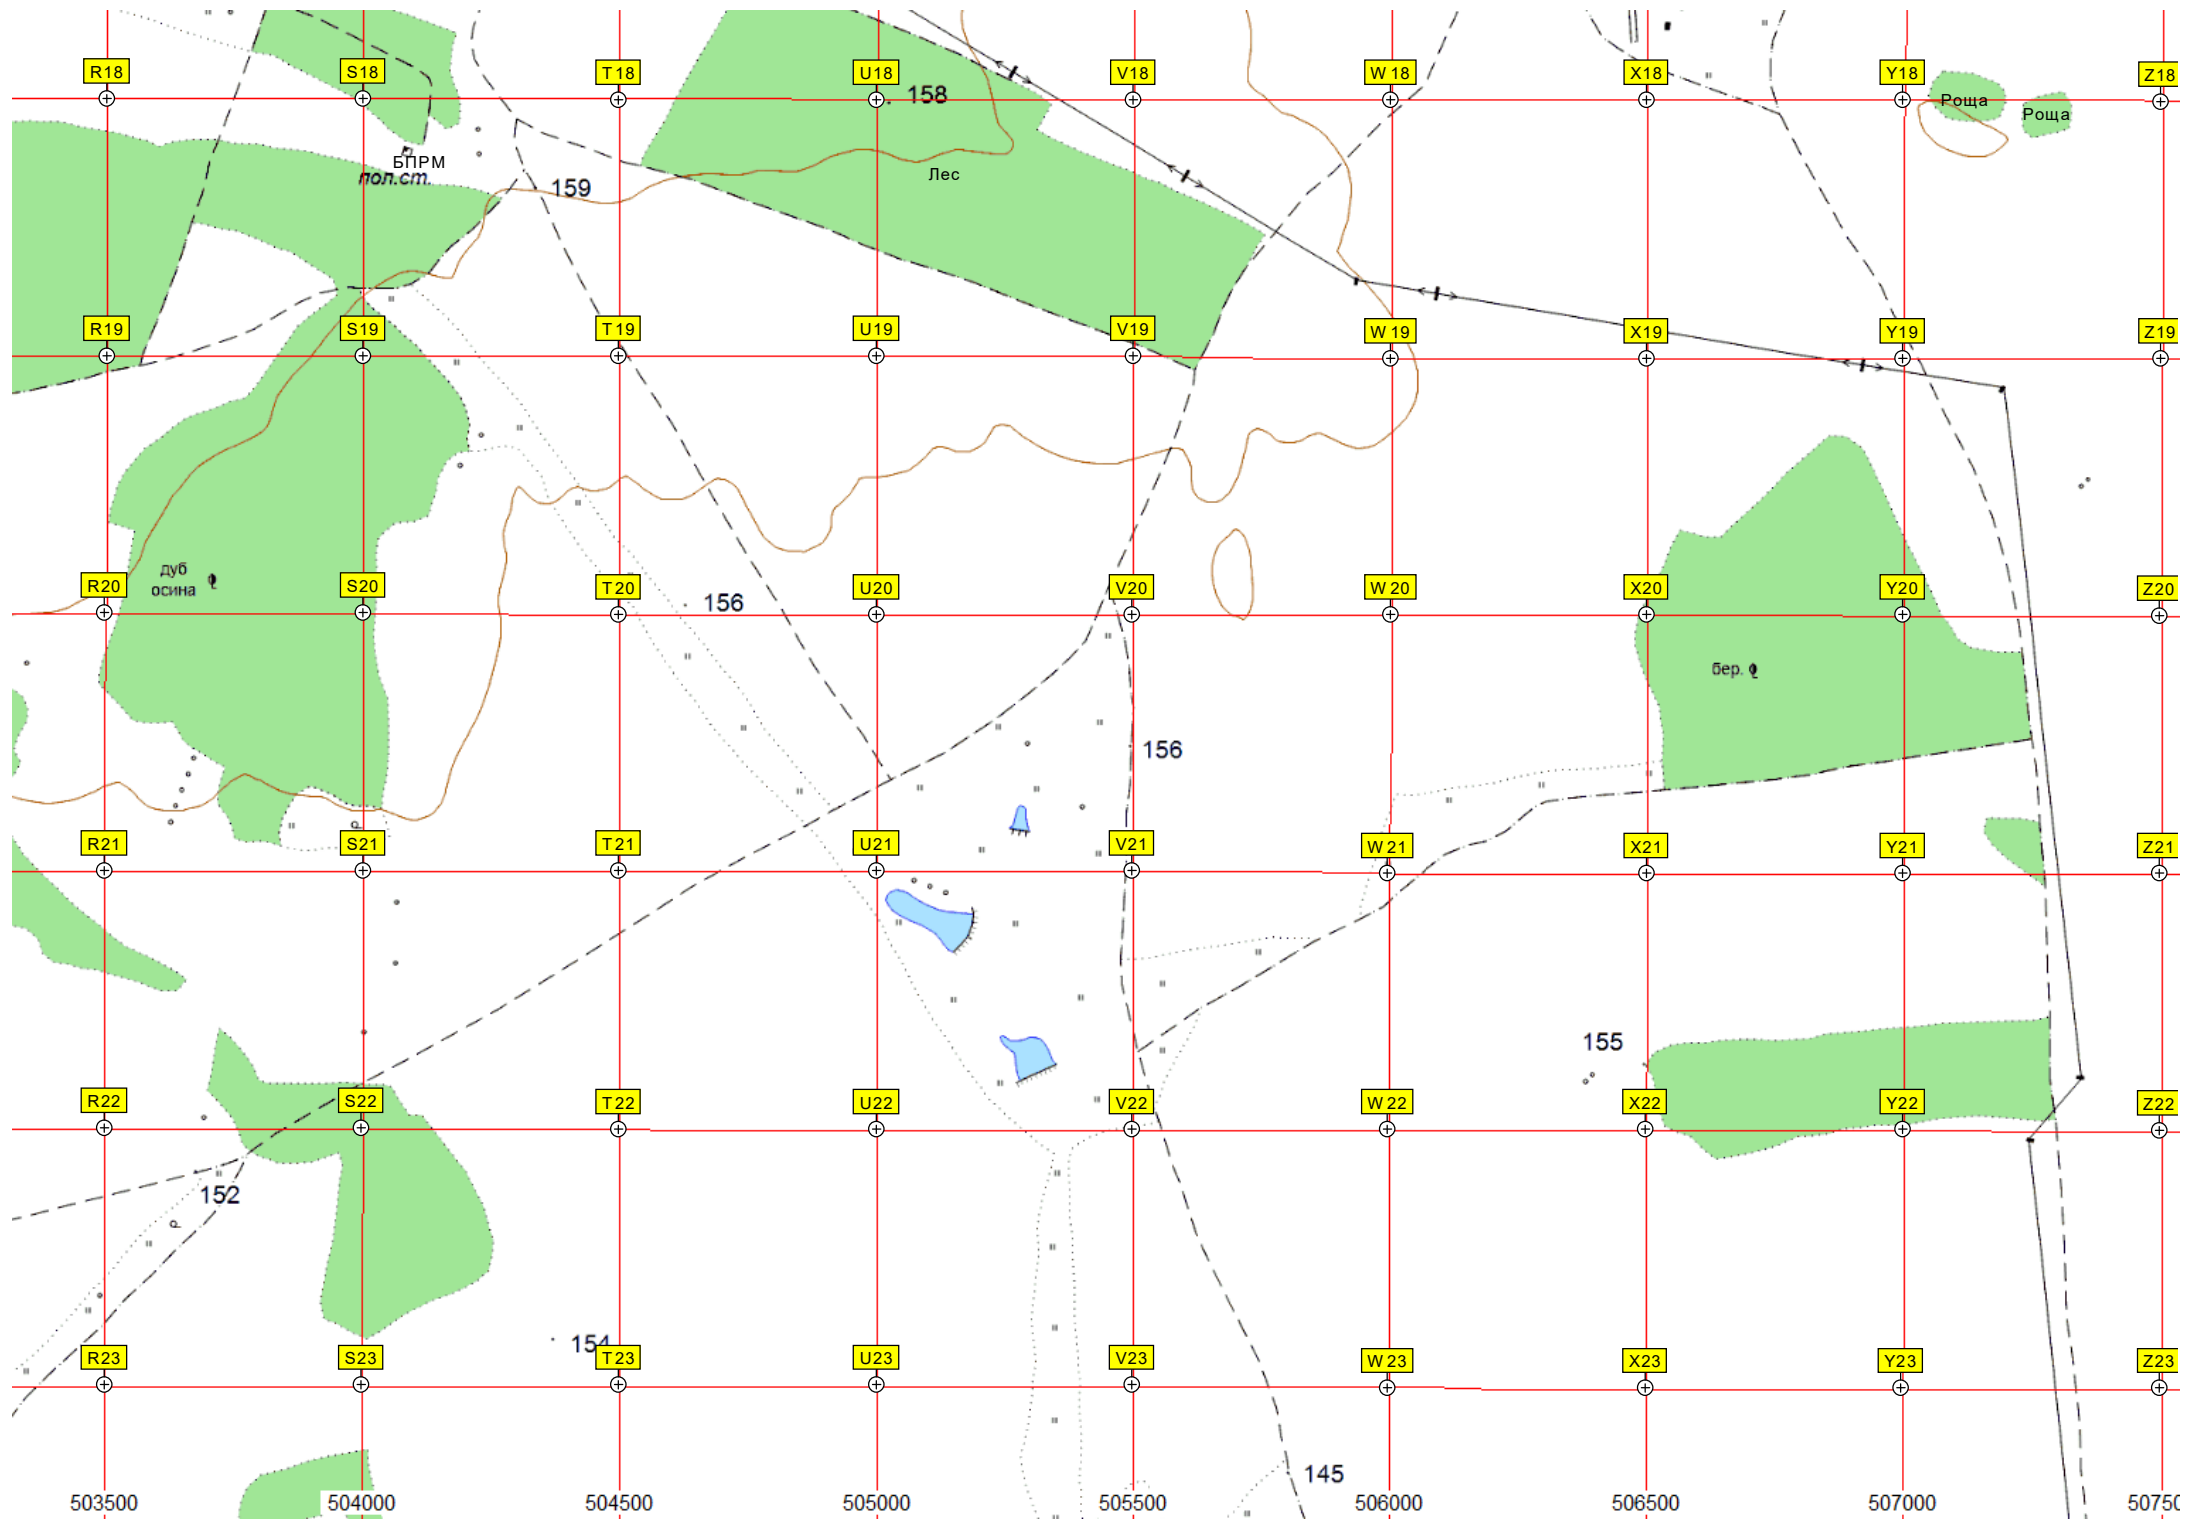 R18 S18 T18 U18 V18 W18 X18 Y18 Z18
158
Роща
Роща
БПРМ
пол.ст.
159
Лес
R19 S19 T19 U19 V19 W19 X19 Y19 Z19
дуб
осина
R20 S20 T20 U20 V20 W20 X20 Y20 Z20
156
бер.
156
R21 S21 T21 U21 V21 W21 X21 Y21 Z21
155
R22 S22 T22 U22 V22 W22 X22 Y22 Z22
152
154
R23 S23 T23 U23 V23 W23 X23 Y23 Z23
145
503500 504000 504500 505000 505500 506000 506500 507000 50750